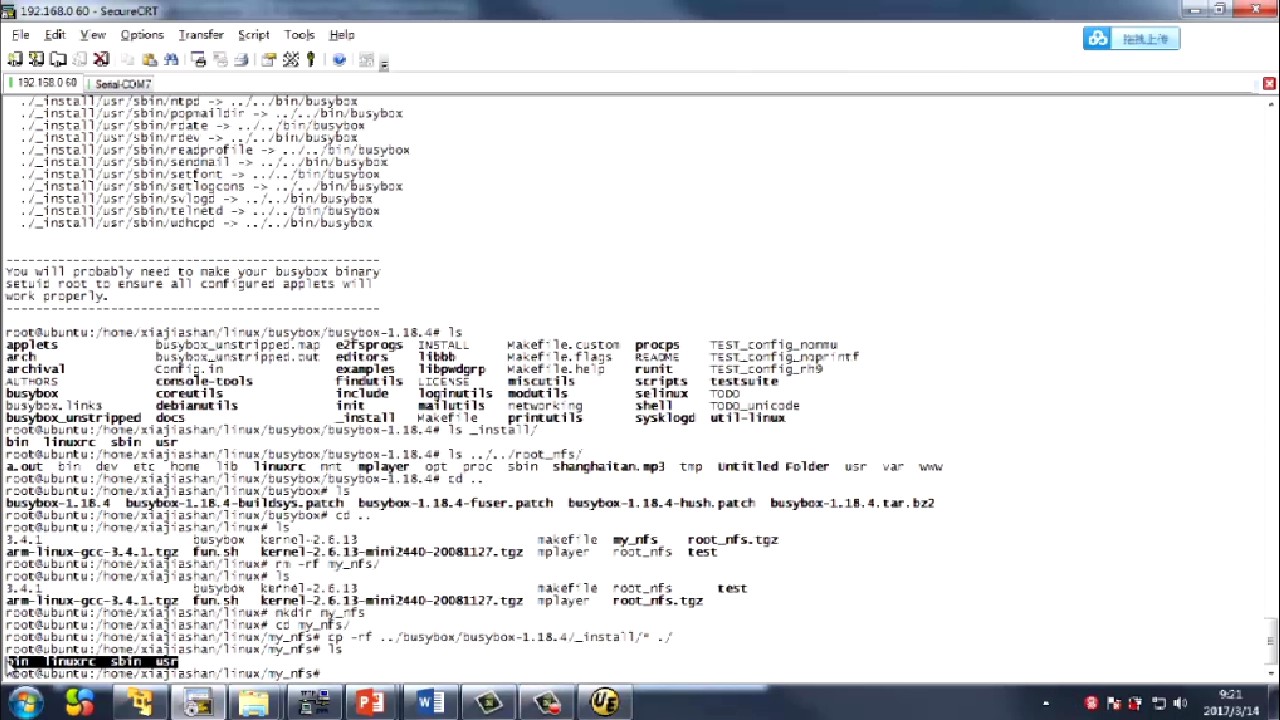 192.168.0.60 - SecureCRT
File Edit View Options Transfer Script Tools Help
拖拽上传
192.168.0.60 Serial-COM7
./_install/usr/sbin/ntpd -> ../../bin/busybox
./_install/usr/sbin/popmaildir -> ../../bin/busybox
./_install/usr/sbin/rdate -> ../../bin/busybox
./_install/usr/sbin/rdev -> ../../bin/busybox
./_install/usr/sbin/readprofile -> ../../bin/busybox
./_install/usr/sbin/sendmail -> ../../bin/busybox
./_install/usr/sbin/setfont -> ../../bin/busybox
./_install/usr/sbin/setlogcons -> ../../bin/busybox
./_install/usr/sbin/svlogd -> ../../bin/busybox
./_install/usr/sbin/telnetd -> ../../bin/busybox
./_install/usr/sbin/udhcpd -> ../../bin/busybox
--------------------------------------------------
You will probably need to make your busybox binary
setuid root to ensure all configured applets will
work properly.
--------------------------------------------------
root@ubuntu:/home/xiajiashan/linux/busybox/busybox-1.18.4# ls
applets busybox_unstripped.map e2fsprogs INSTALL Makefile.custom procps TEST_config_nommu
arch busybox_unstripped.out editors libbb Makefile.flags README TEST_config_noprintf
archival Config.in examples libpwdgrp Makefile.help runit TEST_config_rh9
AUTHORS console-tools findutils LICENSE miscutils scripts testsuite
busybox coreutils include loginutils modutils selinux TODO
busybox.links debianutils init mailutils networking shell TODO_unicode
busybox_unstripped docs _install Makefile printutils sysklogd util-linux
root@ubuntu:/home/xiajiashan/linux/busybox/busybox-1.18.4# ls _install/
bin linuxrc sbin usr
root@ubuntu:/home/xiajiashan/linux/busybox/busybox-1.18.4# ls ../../root_nfs/
a.out bin dev etc home lib linuxrc mnt mplayer opt proc sbin shanghaitan.mp3 tmp Untitled Folder usr var www
root@ubuntu:/home/xiajiashan/linux/busybox/busybox-1.18.4# cd ..
root@ubuntu:/home/xiajiashan/linux/busybox# ls
busybox-1.18.4 busybox-1.18.4-buildsys.patch busybox-1.18.4-fuser.patch busybox-1.18.4-hush.patch busybox-1.18.4.tar.bz2
root@ubuntu:/home/xiajiashan/linux/busybox# cd ..
root@ubuntu:/home/xiajiashan/linux# ls
3.4.1 busybox kernel-2.6.13 makefile my_nfs root_nfs.tgz
arm-linux-gcc-3.4.1.tgz fun.sh kernel-2.6.13-mini2440-20081127.tgz mplayer root_nfs test
root@ubuntu:/home/xiajiashan/linux# rm -rf my_nfs/
root@ubuntu:/home/xiajiashan/linux# ls
3.4.1 busybox kernel-2.6.13 makefile root_nfs test
arm-linux-gcc-3.4.1.tgz fun.sh kernel-2.6.13-mini2440-20081127.tgz mplayer root_nfs.tgz
root@ubuntu:/home/xiajiashan/linux# mkdir my_nfs
root@ubuntu:/home/xiajiashan/linux# cd my_nfs/
root@ubuntu:/home/xiajiashan/linux/my_nfs# cp -rf ../busybox/busybox-1.18.4/_install/* ./
root@ubuntu:/home/xiajiashan/linux/my_nfs# ls
bin linuxrc sbin usr
root@ubuntu:/home/xiajiashan/linux/my_nfs#
9:21
2017/3/14